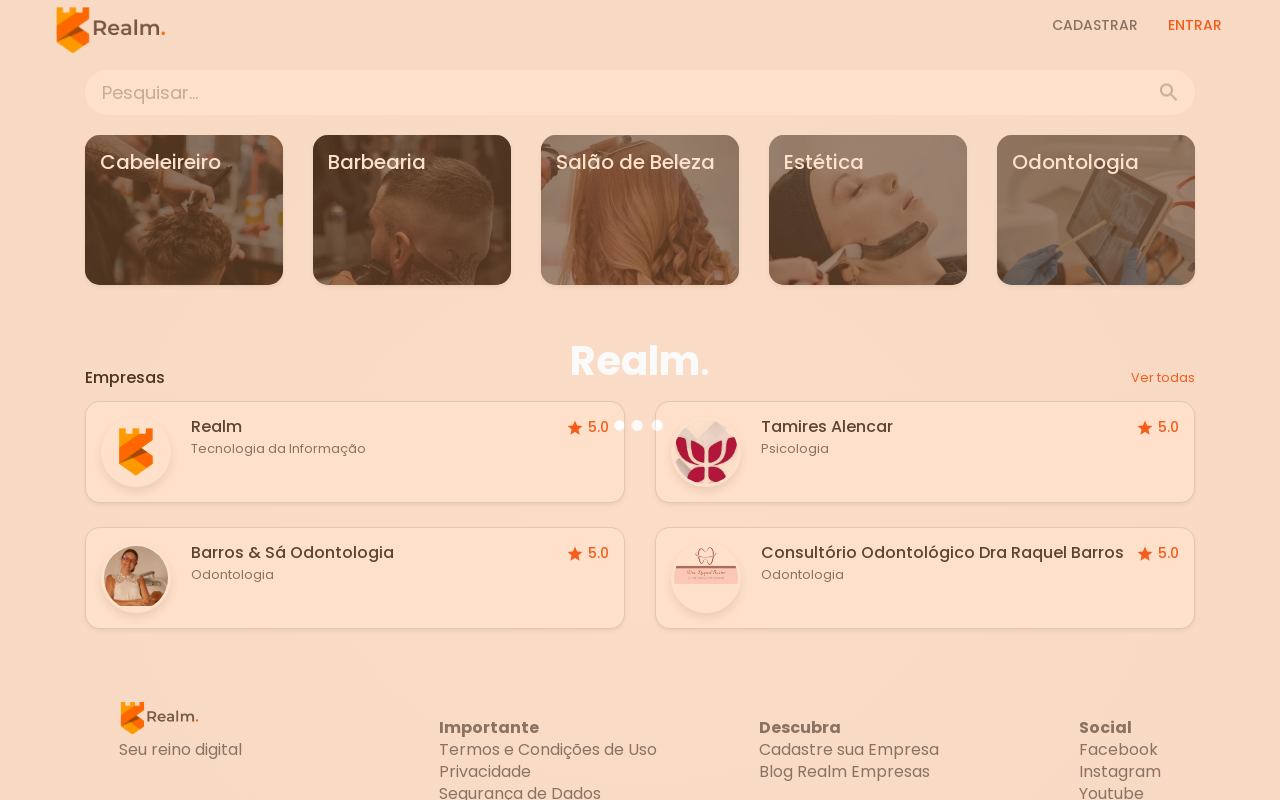 Realm.
CADASTRAR
ENTRAR
Pesquisar...
Cabeleireiro
Barbearia
Salão de Beleza
Estética
Odontologia
Realm.
Empresas
Ver todas
Realm
5.0
Tecnologia da Informação
Tamires Alencar
5.0
Psicologia
Barros & Sá Odontologia
5.0
Odontologia
Consultório Odontológico Dra Raquel Barros
5.0
Odontologia
Realm.
Seu reino digital
Importante
Termos e Condições de Uso
Privacidade
Segurança de Dados
Descubra
Cadastre sua Empresa
Blog Realm Empresas
Social
Facebook
Instagram
Youtube